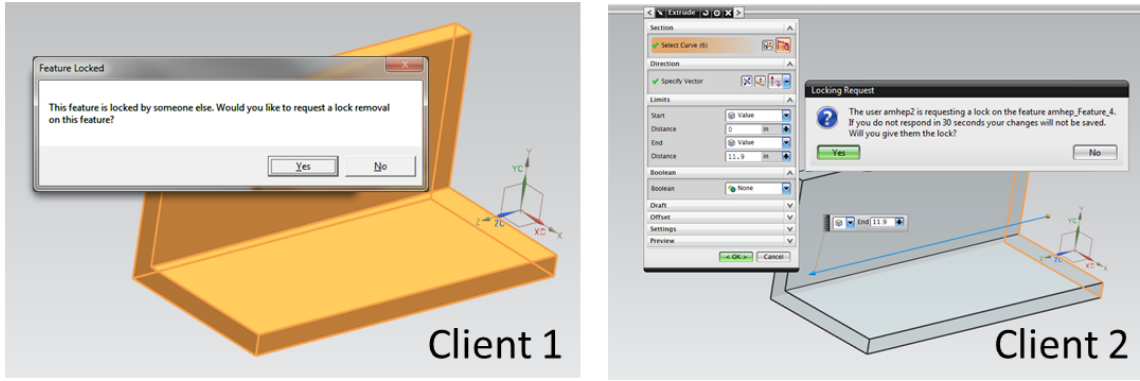 Feature Locked
This feature is locked by someone else. Would you like to request a lock removal
on this feature?
Yes
No
YC
Y
Z
ZC
XC
X
Client 1
Extrude
Section
Select Curve (6)
Direction
Specify Vector
Limits
Start
Value
Distance
0
in
End
Value
Distance
11.9
in
Boolean
Boolean
None
Draft
Offset
Settings
Preview
< OK >
Cancel
Locking Request
The user amhep2 is requesting a lock on the feature amhep_Feature_4.
If you do not respond in 30 seconds your changes will not be saved.
Will you give them the lock?
Yes
No
End 11.9
YC
Y
Z
ZC
XC
X
Client 2